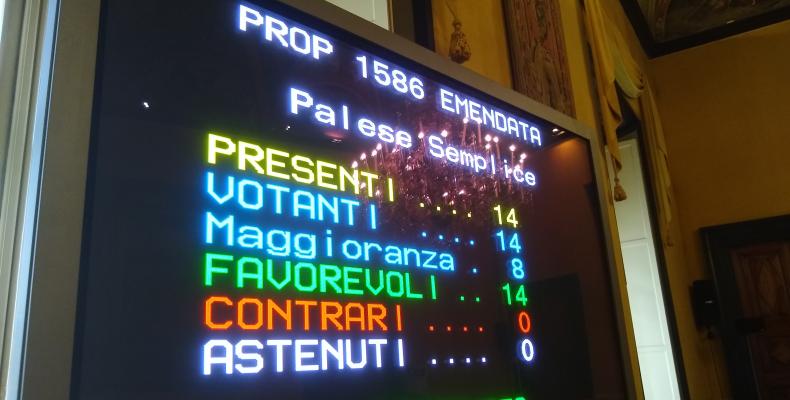 PROP 1586 EMENDATA
Palese Semplice
PRESENTI .... 14
VOTANTI .... 14
Maggioranza . 8
FAVOREVOLI .. 14
CONTRARI .... 0
ASTENUTI .... 0